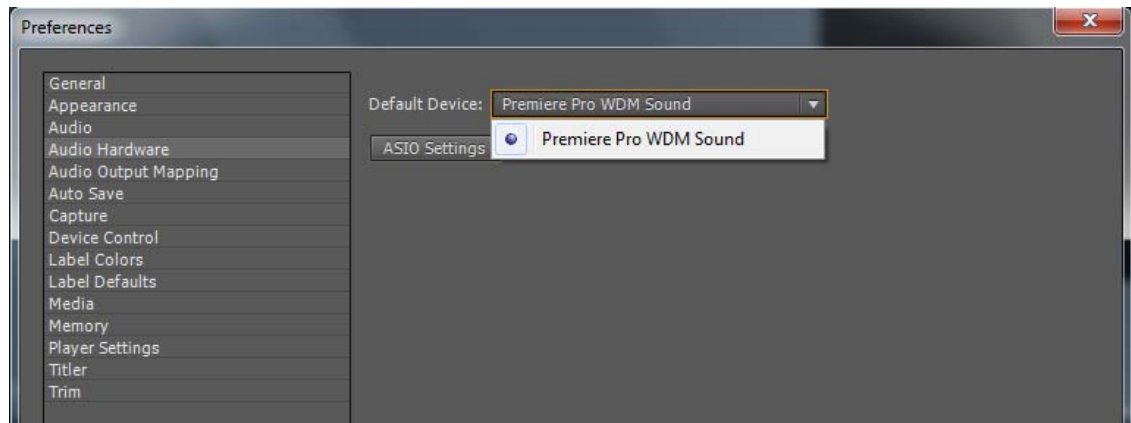 Preferences
General
Appearance
Audio
Audio Hardware
Audio Output Mapping
Auto Save
Capture
Device Control
Label Colors
Label Defaults
Media
Memory
Player Settings
Titler
Trim
Default Device: Premiere Pro WDM Sound
Premiere Pro WDM Sound
ASIO Settings